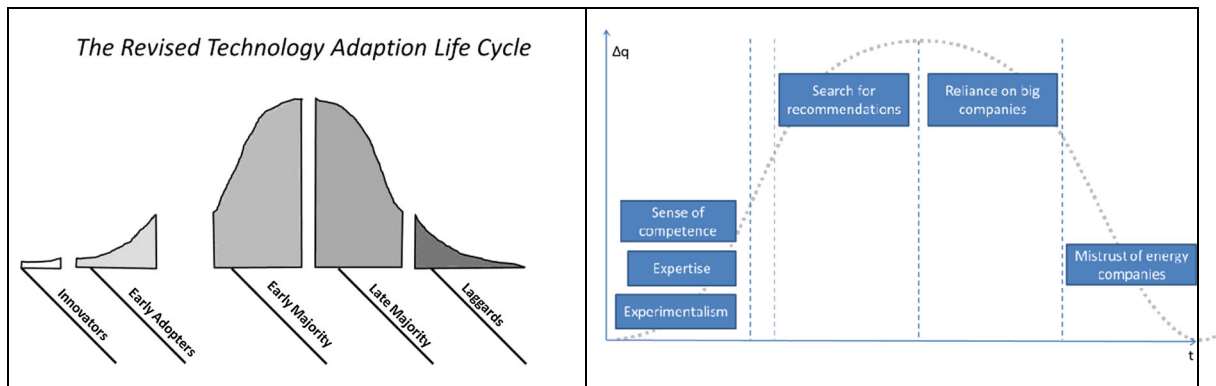 The Revised Technology Adaption Life Cycle
Innovators
Early Adopters
Early Majority
Late Majority
Laggards
Δq
Search for
recommendations
Reliance on big
companies
Sense of
competence
Expertise
Experimentalism
Mistrust of energy
companies
t